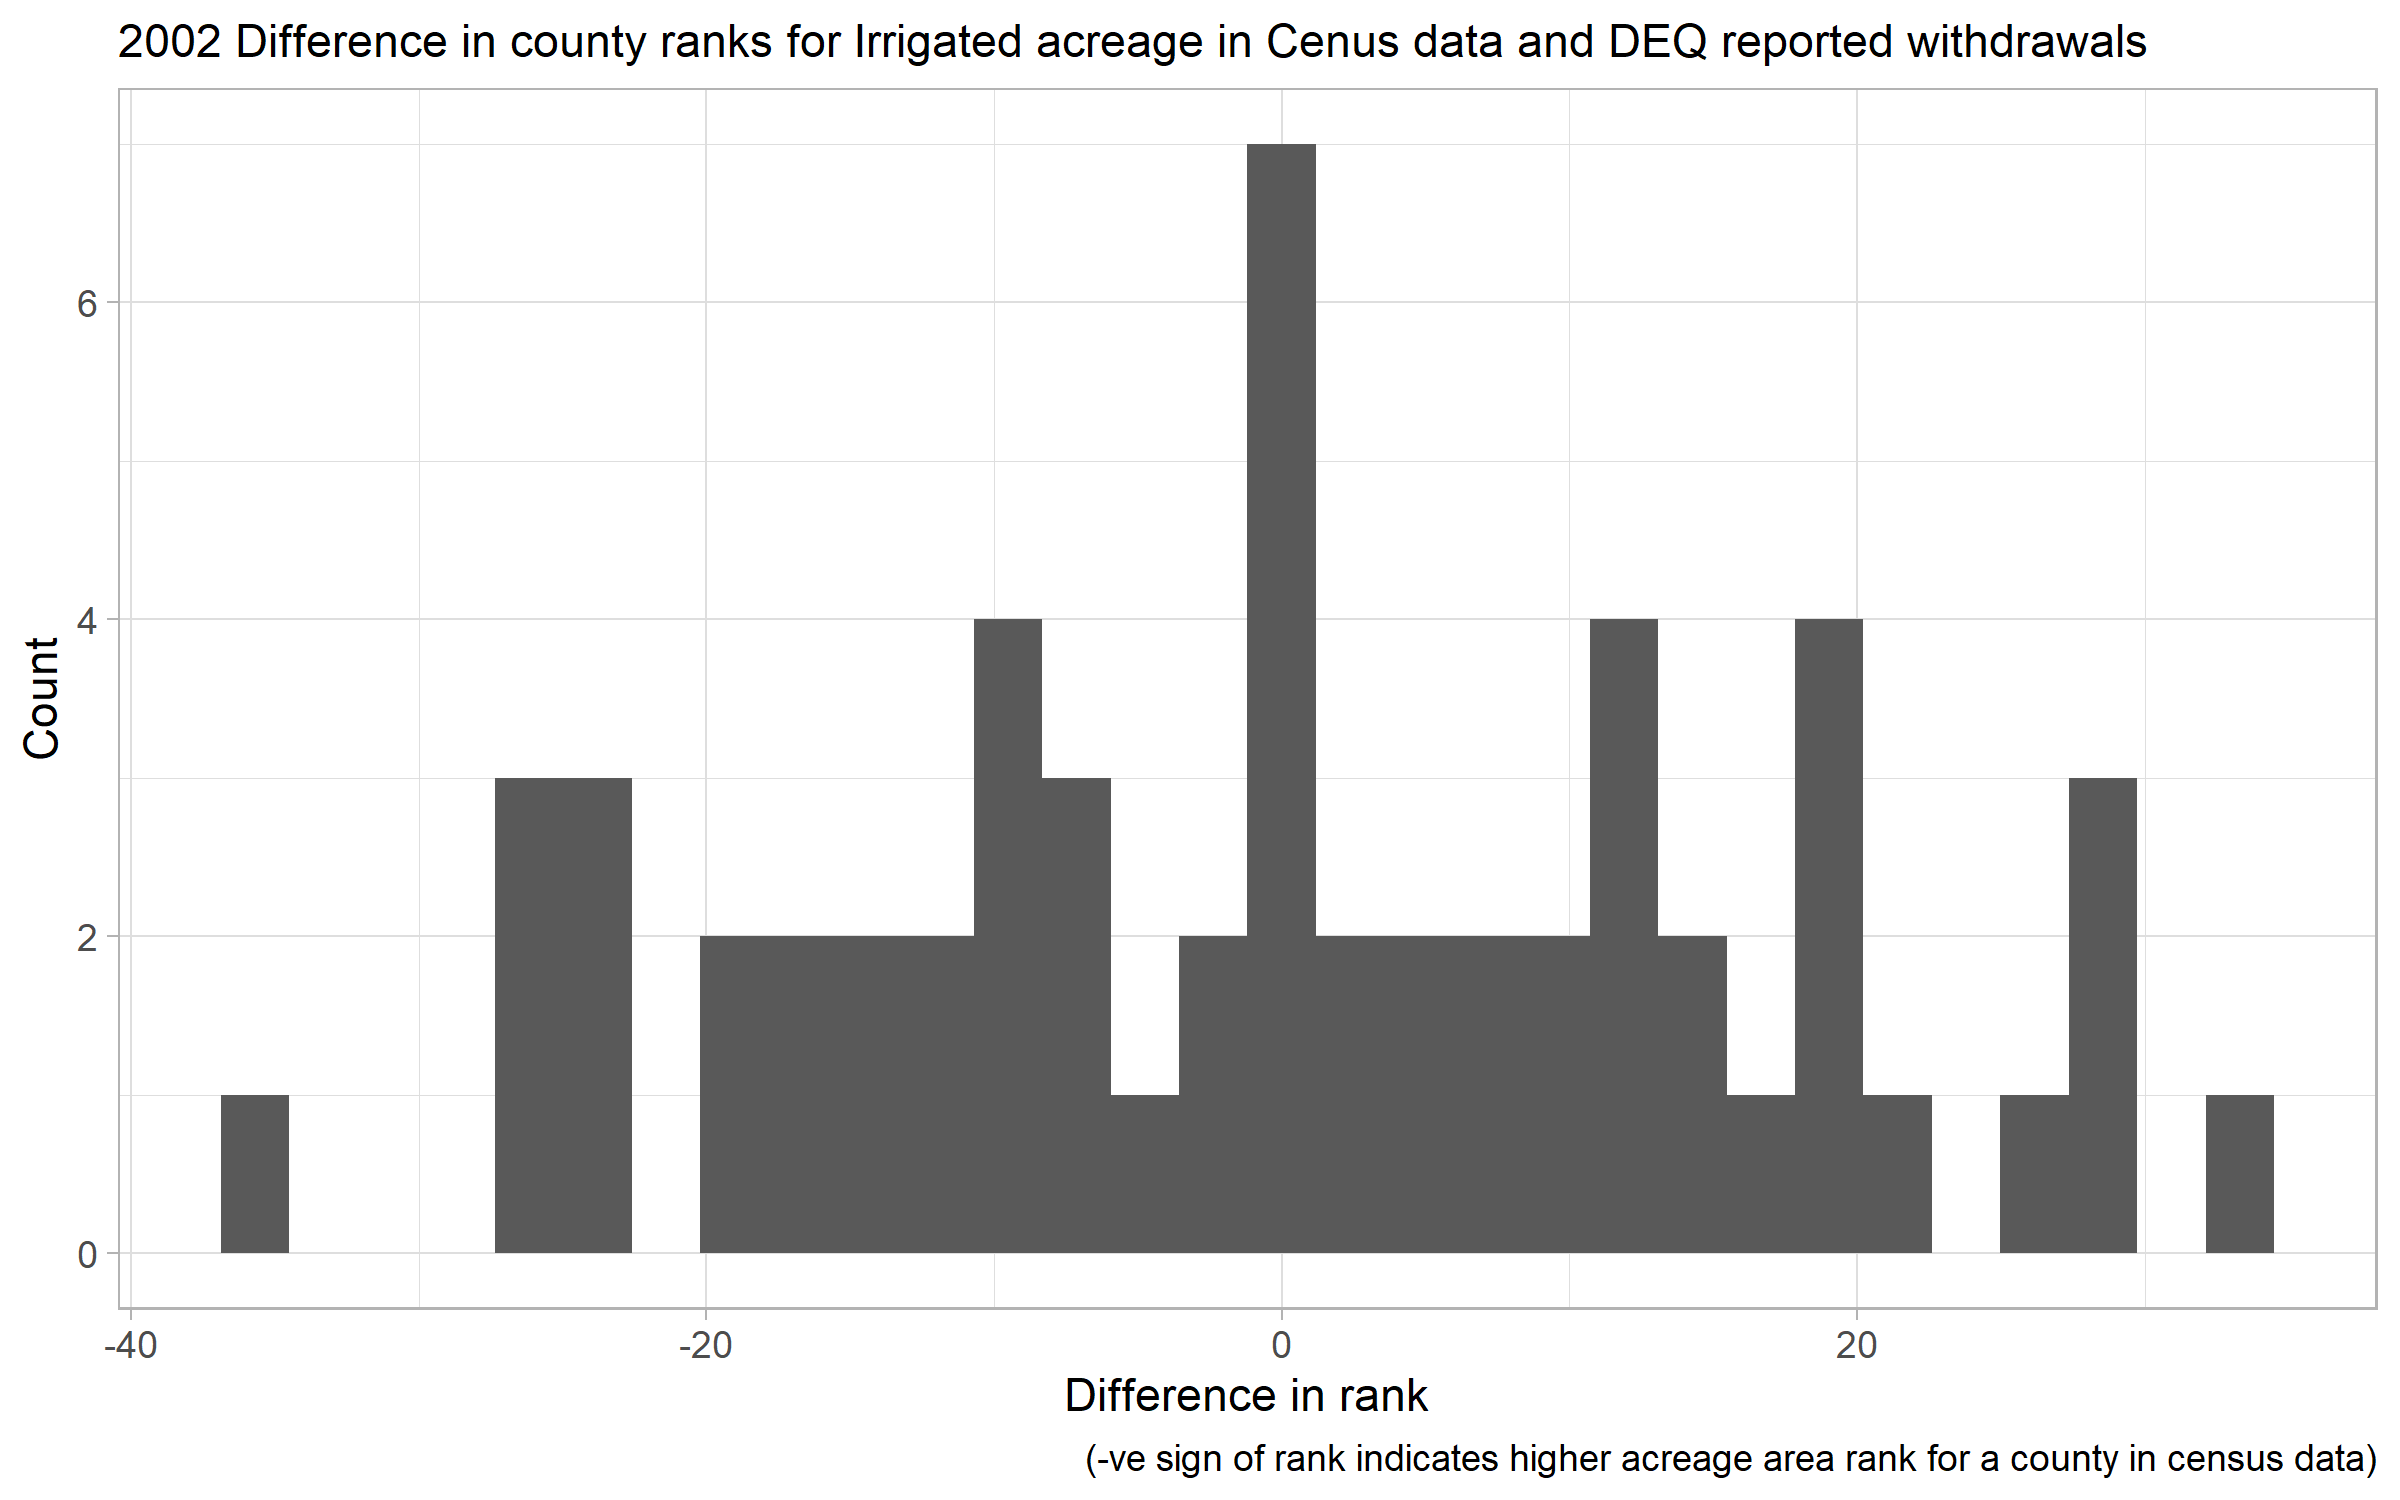 2002 Difference in county ranks for Irrigated acreage in Cenus data and DEQ reported withdrawals
6
4
2
0
Count
-40 -20 0 20
Difference in rank
(-ve sign of rank indicates higher acreage area rank for a county in census data)